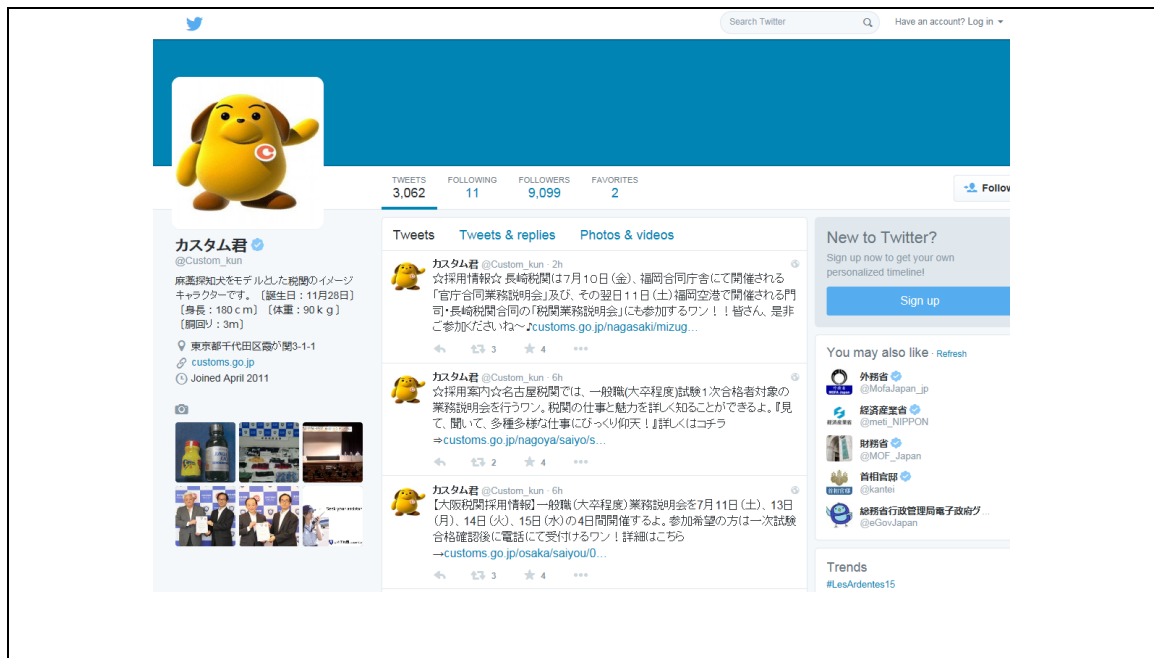 Search Twitter
Have an account? Log in
TWEETS
3,062
FOLLOWING
11
FOLLOWERS
9,099
FAVORITES
2
Follow
カスタム君
@Custom_kun
麻薬探知犬をモデルとした税関のイメージ
キャラクターです。〔誕生日：11月28日〕
〔身長：180ｃｍ〕〔体重：90ｋｇ〕
〔胴回り：3ｍ〕
東京都千代田区霞が関3-1-1
customs.go.jp
Joined April 2011
Tweets
Tweets & replies
Photos & videos
カスタム君 @Custom_kun · 2h
☆採用情報☆ 長崎税関は７月１０日（金）、福岡合同庁舎にて開催される
「官庁合同業務説明会」及び、その翌日１１日（土）福岡空港で開催される門
司・長崎税関合同の「税関業務説明会」にも参加するワン！！皆さん、是非
ご参加くださいね～♪customs.go.jp/nagasaki/mizug…
3
4
カスタム君 @Custom_kun · 6h
☆採用案内☆名古屋税関では、一般職(大卒程度)試験１次合格者対象の
業務説明会を行うワン。税関の仕事と魅力を詳しく知ることができるよ。『見
て、聞いて、多種多様な仕事にびっくり仰天！』詳しくはコチラ
⇒customs.go.jp/nagoya/saiyo/s…
2
4
カスタム君 @Custom_kun · 6h
【大阪税関採用情報】一般職（大卒程度）業務説明会を7月11日（土）、13日
（月）、14日（火）、15日（水）の4日間開催するよ。参加希望の方は一次試験
合格確認後に電話にて受付けるワン！詳細はこちら
→customs.go.jp/osaka/saiyou/0…
3
4
New to Twitter?
Sign up now to get your own
personalized timeline!
Sign up
You may also like · Refresh
外務省
@MofaJapan_jp
経済産業省
@meti_NIPPON
財務省
@MOF_Japan
首相官邸
@kantei
総務省行政管理局電子政府グ...
@eGovJapan
Trends
#LesArdentes15